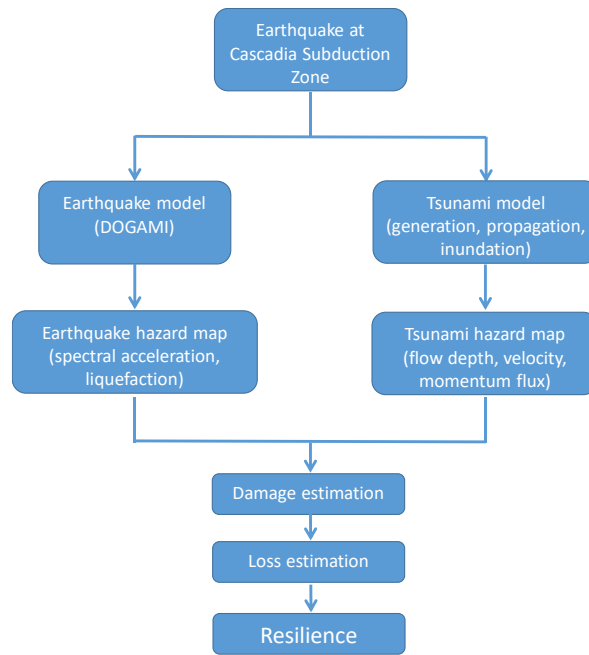 Earthquake at
Cascadia Subduction
Zone
Earthquake model
(DOGAMI)
Tsunami model
(generation, propagation,
inundation)
Earthquake hazard map
(spectral acceleration,
liquefaction)
Tsunami hazard map
(flow depth, velocity,
momentum flux)
Damage estimation
Loss estimation
Resilience